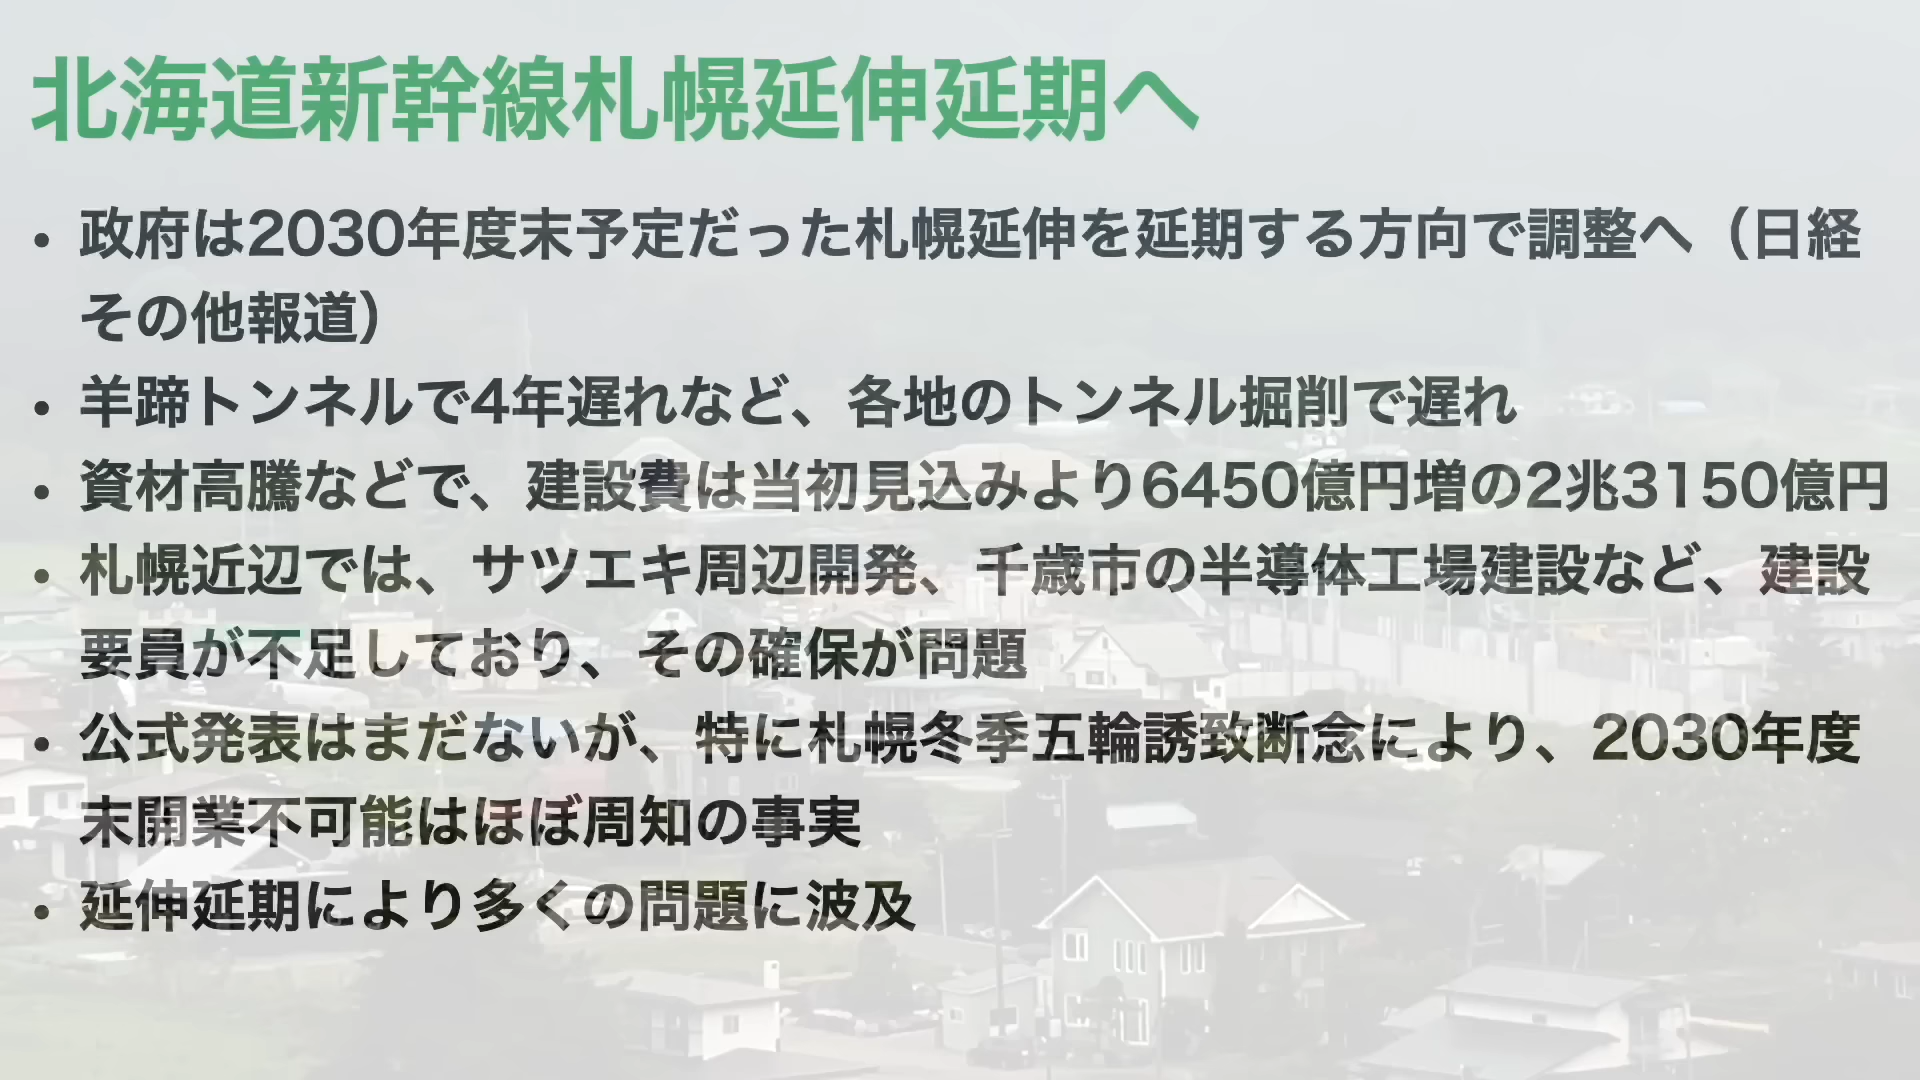 北海道新幹線札幌延伸延期へ
• 政府は2030年度末予定だった札幌延伸を延期する方向で調整へ（日経
その他報道）
• 羊蹄トンネルで4年遅れなど、各地のトンネル掘削で遅れ
• 資材高騰などで、建設費は当初見込みより6450億円増の2兆3150億円
• 札幌近辺では、サツエキ周辺開発、千歳市の半導体工場建設など、建設
要員が不足しており、その確保が問題
• 公式発表はまだないが、特に札幌冬季五輪誘致断念により、2030年度
末開業不可能はほぼ周知の事実
• 延伸延期により多くの問題に波及